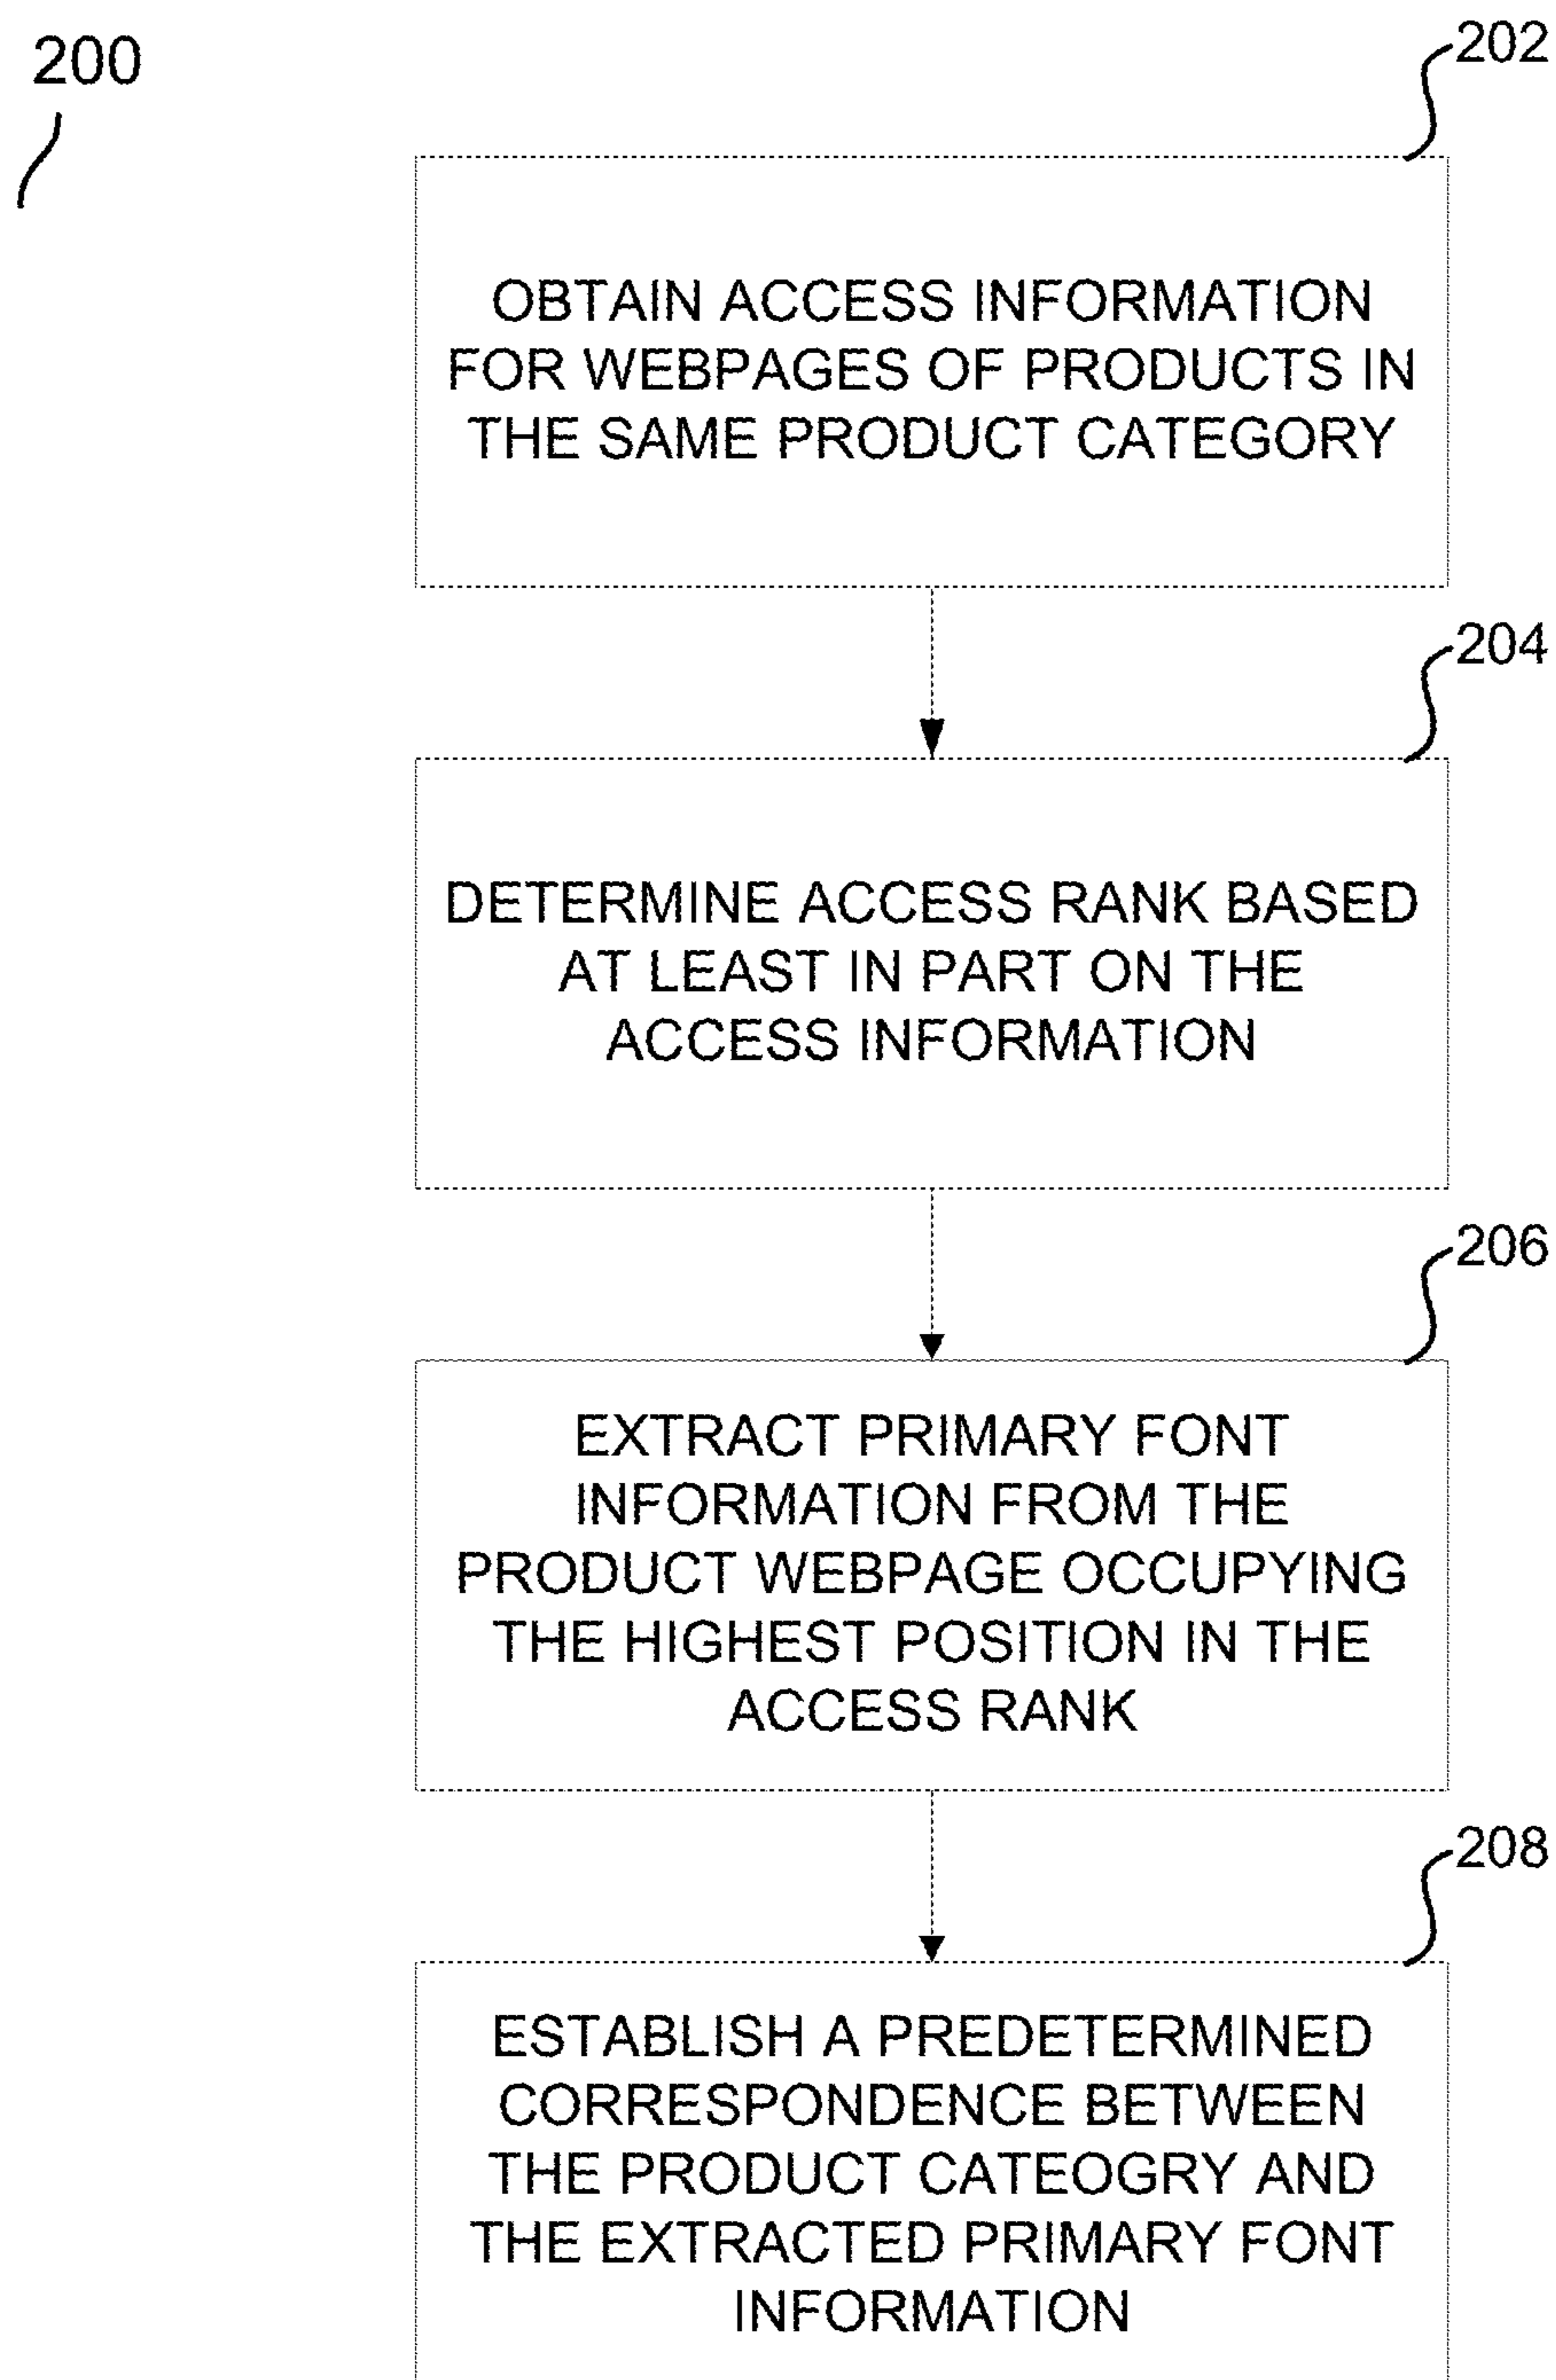 200
202
OBTAIN ACCESS INFORMATION
FOR WEBPAGES OF PRODUCTS IN
THE SAME PRODUCT CATEGORY
204
DETERMINE ACCESS RANK BASED
AT LEAST IN PART ON THE
ACCESS INFORMATION
206
EXTRACT PRIMARY FONT
INFORMATION FROM THE
PRODUCT WEBPAGE OCCUPYING
THE HIGHEST POSITION IN THE
ACCESS RANK
208
ESTABLISH A PREDETERMINED
CORRESPONDENCE BETWEEN
THE PRODUCT CATEOGRY AND
THE EXTRACTED PRIMARY FONT
INFORMATION